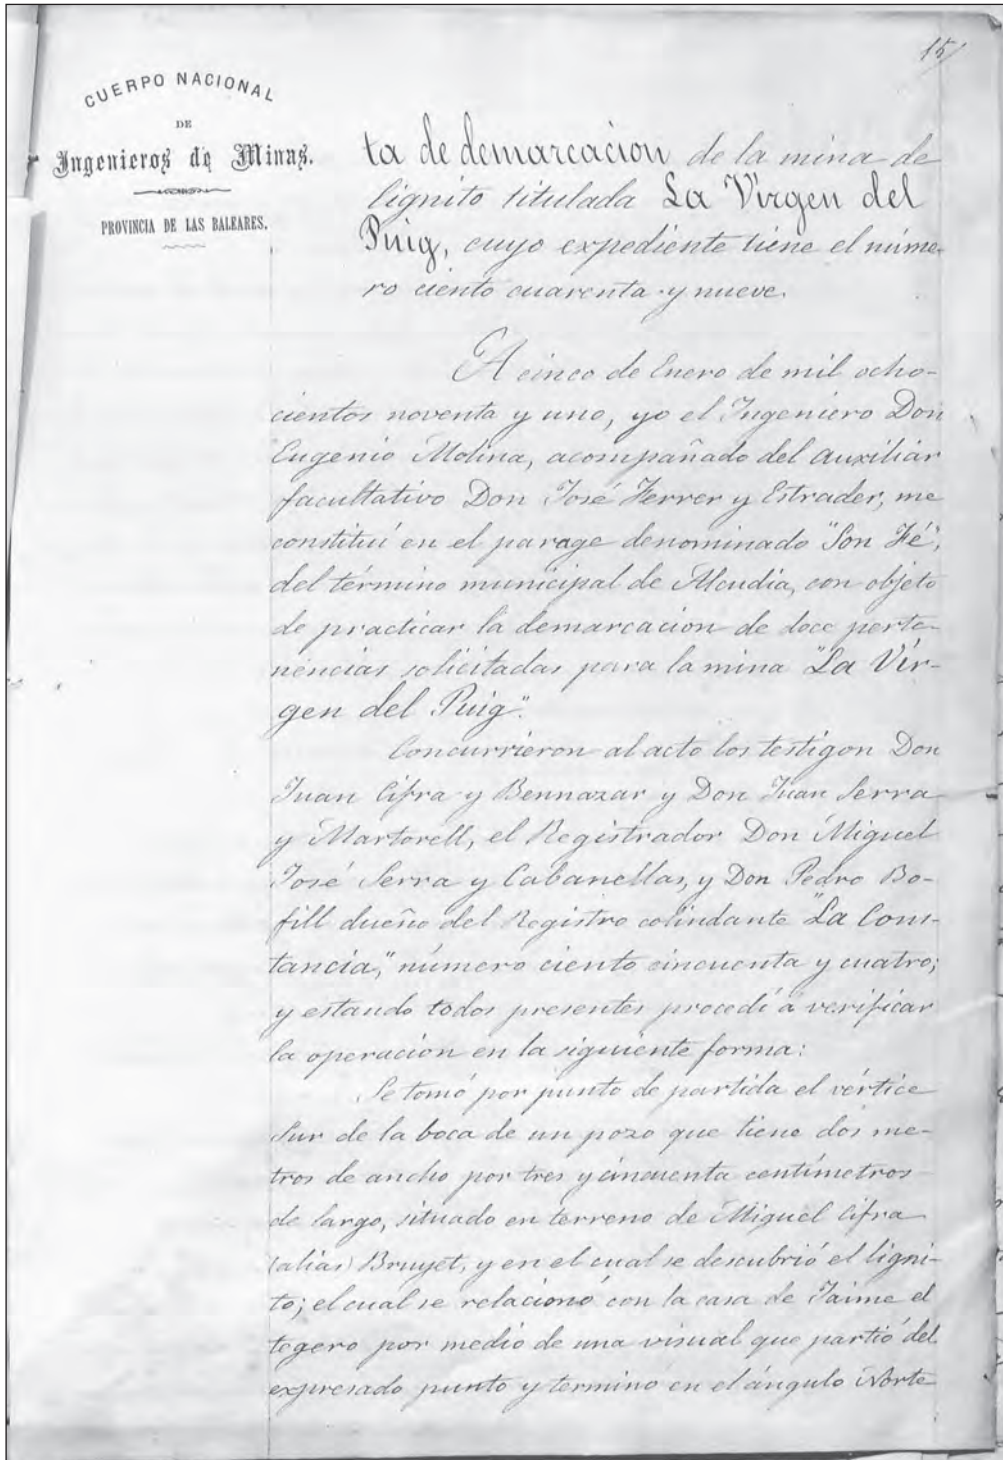 15/
CUERPO NACIONAL
DE
Ingenieros de Minas.
PROVINCIA DE LAS BALEARES.
ta de demarcacion de la mina de
lignito titulada La Virgen del
Puig, cuyo expediente tiene el núme-
ro ciento cuarenta y nueve.
A cinco de Enero de mil ocho-
cientos noventa y uno, yo el Ingeniero Don
Eugenio Molina, acompañado del auxiliar
facultativo Don José Ferrer y Estrader, me
constituí en el parage denominado "Son Fé",
del término municipal de Alcudia, con objeto
de practicar la demarcacion de doce perte-
nencias solicitadas para la mina "La Vír-
gen del Puig".
Concurrieron al acto los testigon Don
Juan Cifra y Bennazar y Don Juan Serra
y Martorell, el Registrador Don Miguel
José Serra y Cabanellas, y Don Pedro Bo-
fill dueño del Registro colindante "La Cons-
tancia," número ciento cincuenta y cuatro;
y estando todos presentes procedí á verificar
la operacion en la siguiente forma:
Se tomó por punto de partida el vértice
Sur de la boca de un pozo que tiene dos me-
tros de ancho por tres y cincuenta centímetros
de largo, situado en terreno de Miguel Cifra
(alias) Bruyet, y en el cual se descubrió el ligni-
to; el cual se relacionó con la casa de Jaime el
tegero por medio de una visual que partió del
expresado punto y termino en el ángulo Norte